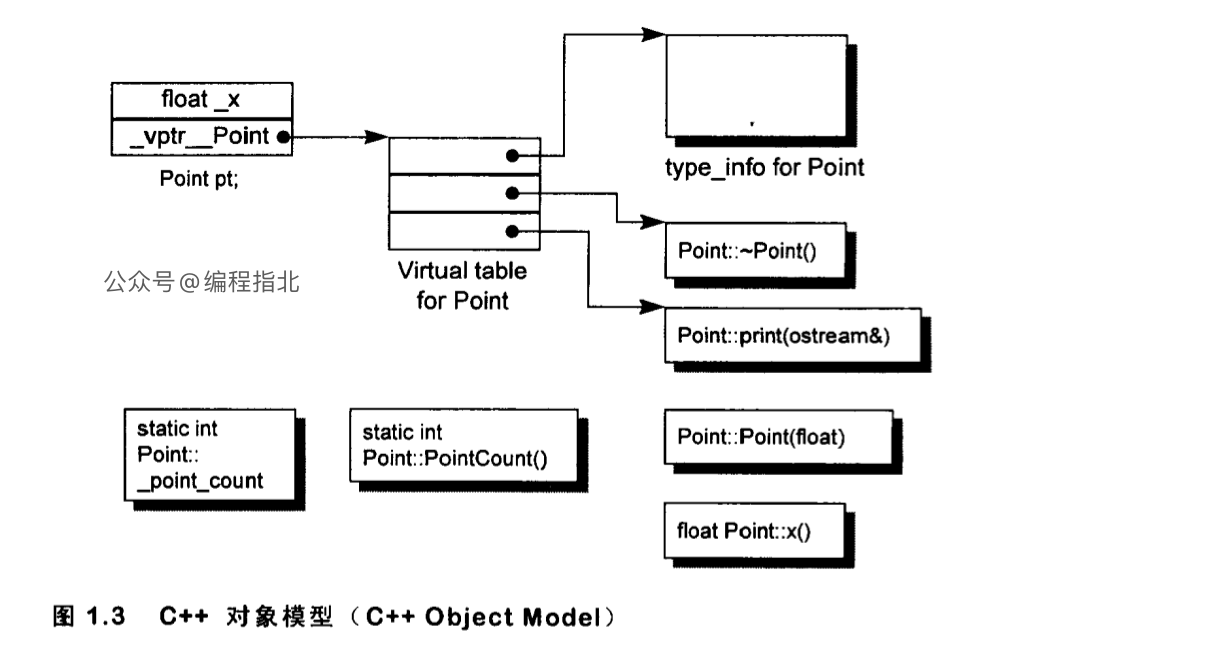 float _x
_vptr__Point
Point pt;
type_info for Point
Virtual table
for Point
Point::~Point()
Point::print(ostream&)
公众号@编程指北
static int
Point::
_point_count
static int
Point::PointCount()
Point::Point(float)
float Point::x()
图 1.3 C++ 对象模型（C++ Object Model）